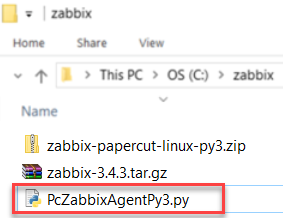 zabbix
Home Share View
This PC > OS (C:) > zabbix
Name
zabbix-papercut-linux-py3.zip
zabbix-3.4.3.tar.gz
PcZabbixAgentPy3.py